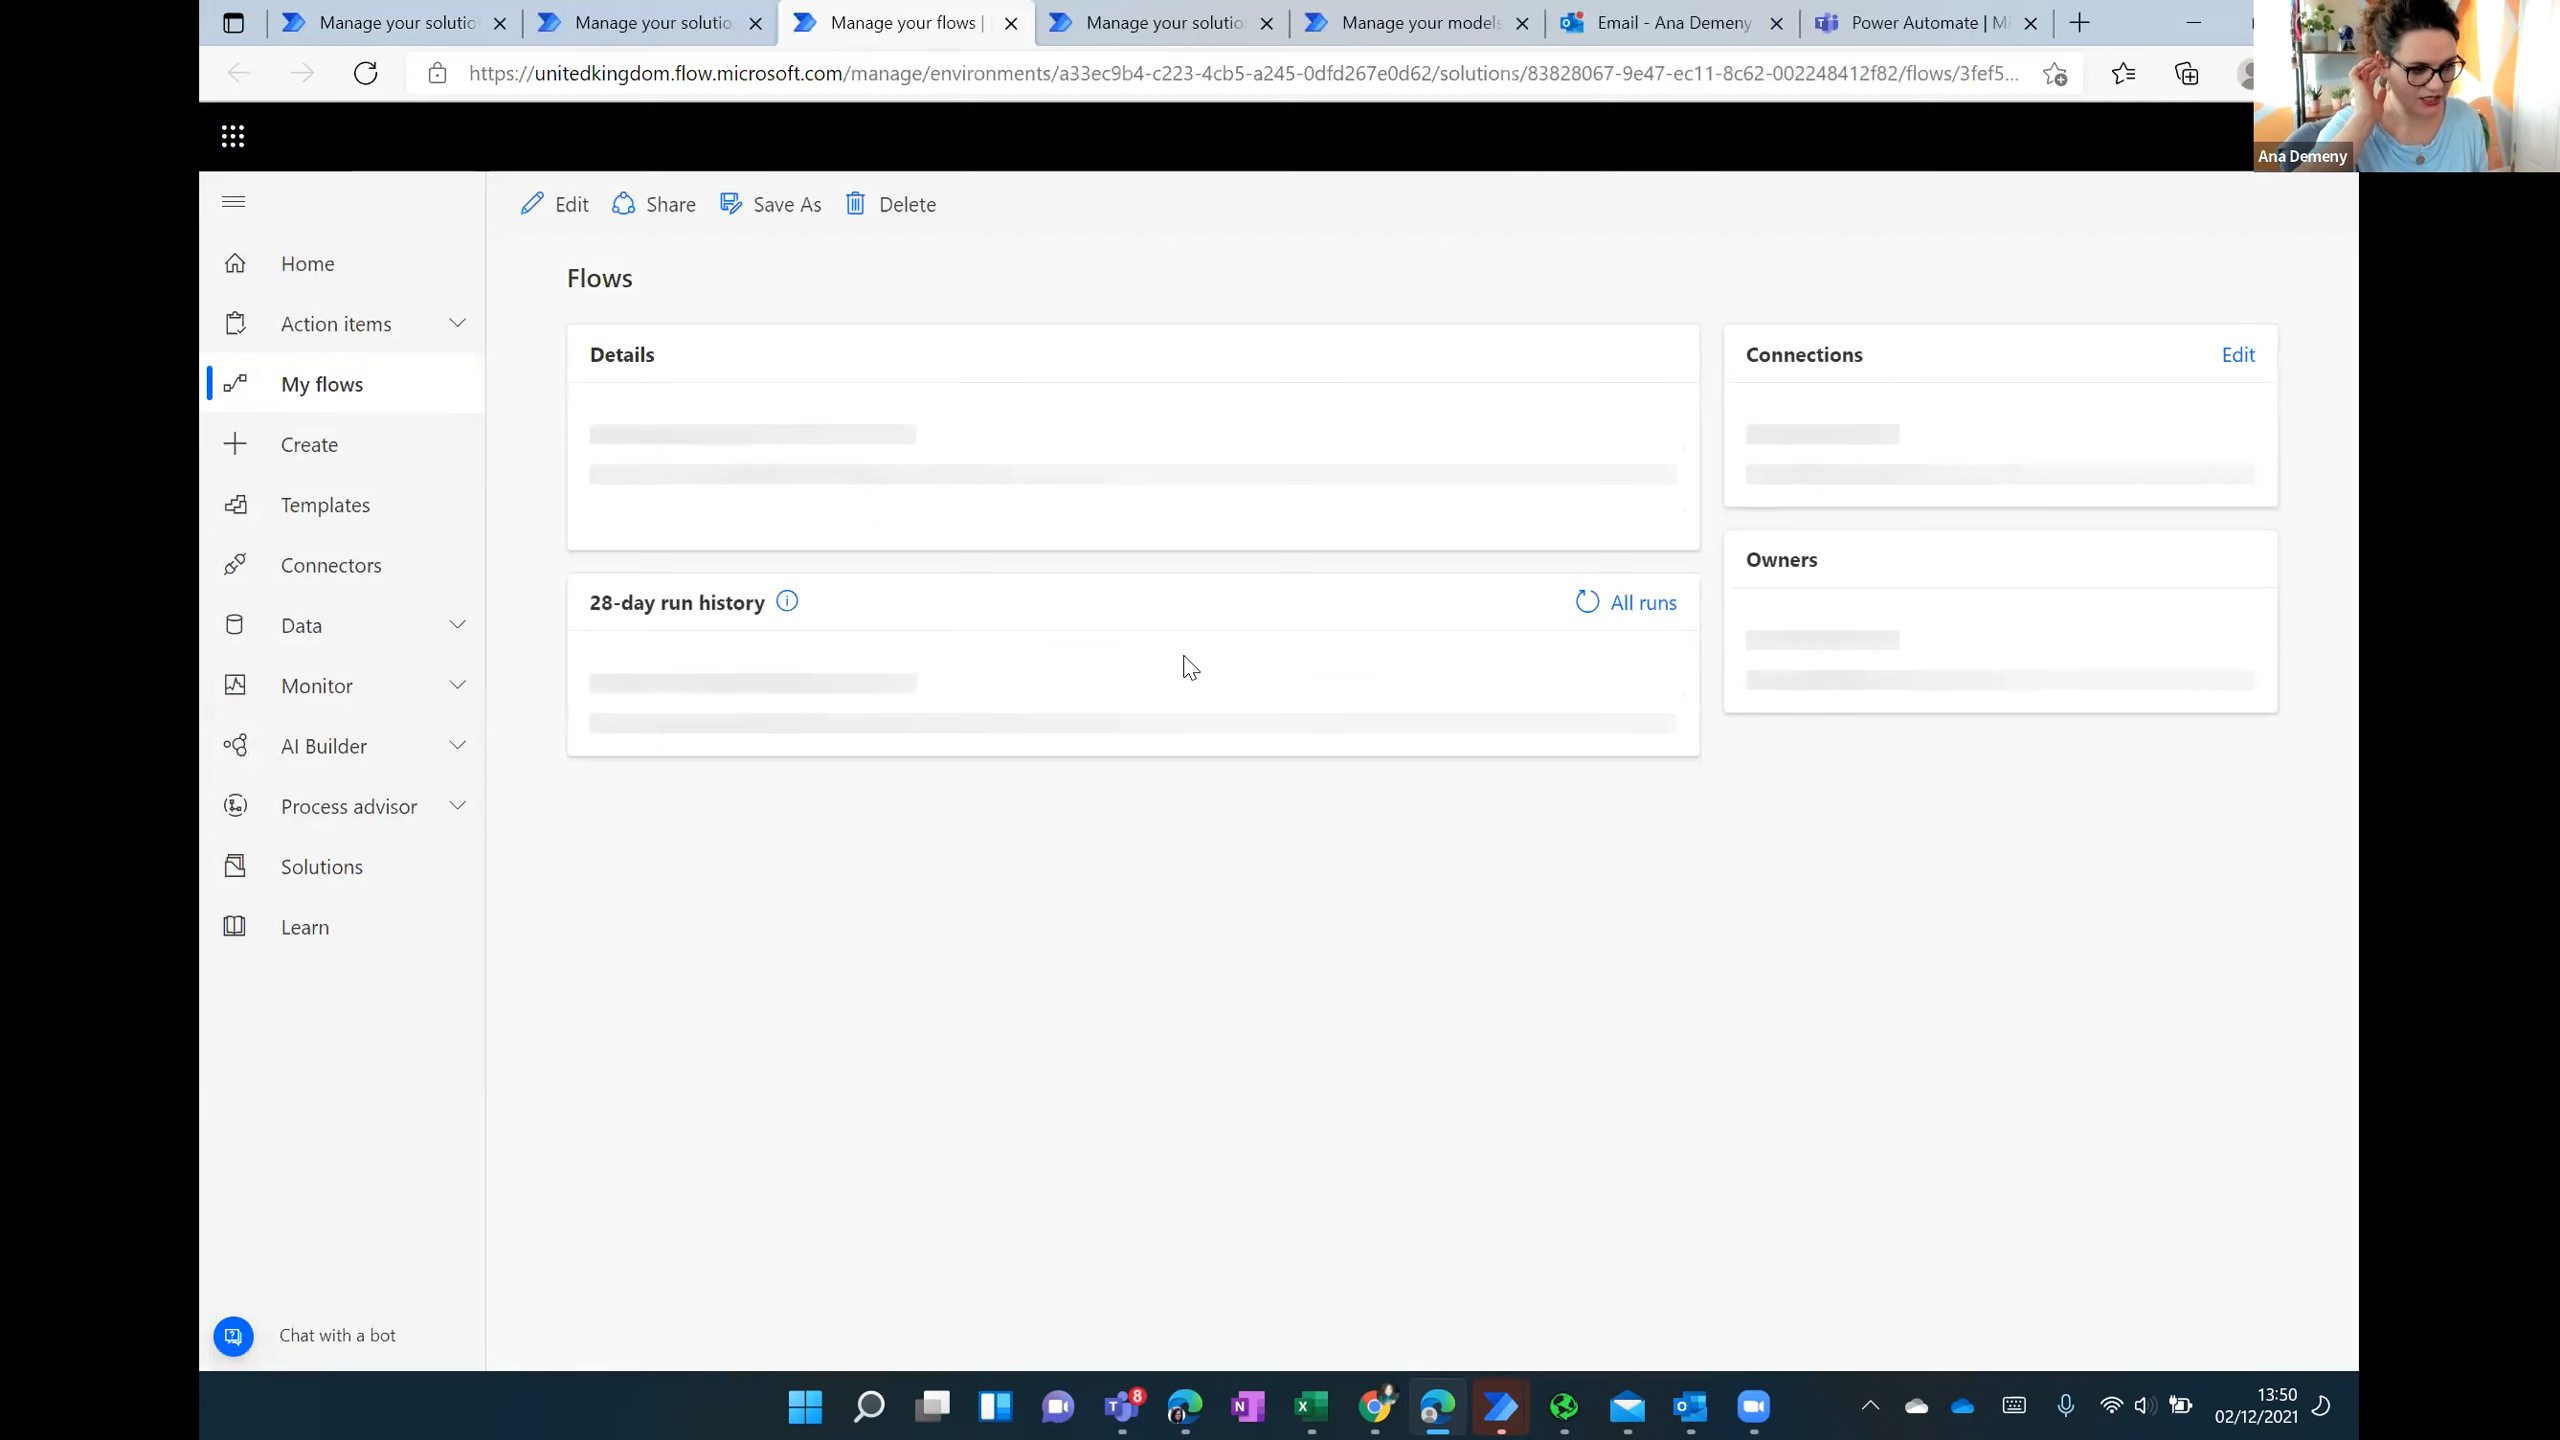 Manage your solutio
Manage your solutio
Manage your flows |
Manage your solutio
Manage your models
Email - Ana Demeny
Power Automate | Mi
https://unitedkingdom.flow.microsoft.com/manage/environments/a33ec9b4-c223-4cb5-a245-0dfd267e0d62/solutions/83828067-9e47-ec11-8c62-002248412f82/flows/3fef5...
Ana Demeny
Edit
Share
Save As
Delete
Home
Action items
My flows
Create
Templates
Connectors
Data
Monitor
AI Builder
Process advisor
Solutions
Learn
Chat with a bot
Flows
Details
Connections
Edit
28-day run history
All runs
Owners
8
13:50
02/12/2021